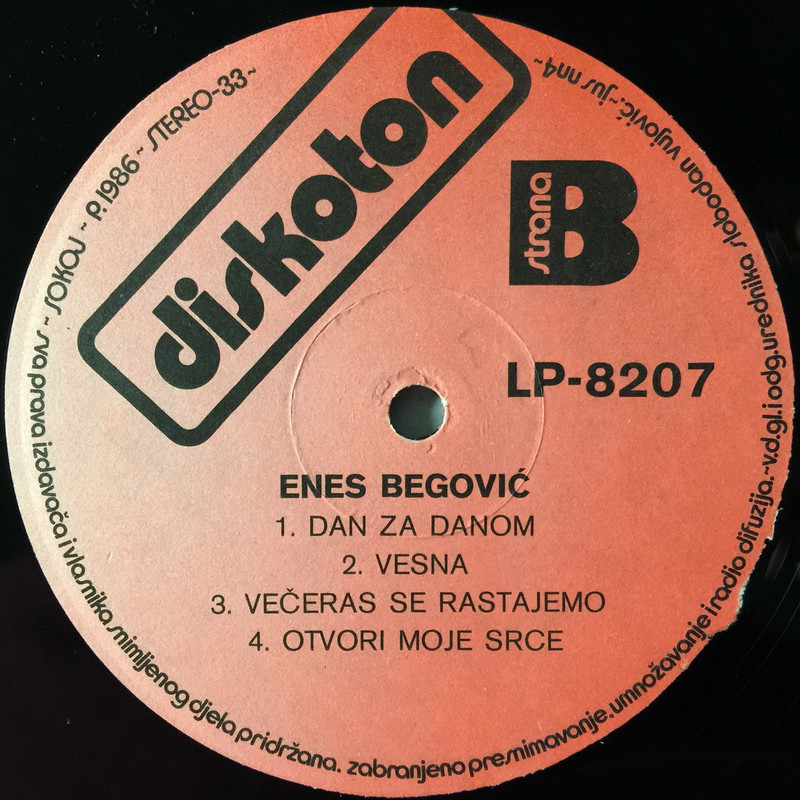 diskoton
strana B
LP-8207
ENES BEGOVIĆ
1. DAN ZA DANOM
2. VESNA
3. VEČERAS SE RASTAJEMO
4. OTVORI MOJE SRCE
sva prava izdavača i vlasnika snimljenog djela pridržana. zabranjeno presnimavanje. umnožavanje i radio difuzija.~v.d.gl.i odg.urednika slobodan vujović.~jus nn4~
SOKOJ ~ P.1986 ~ STEREO-33~